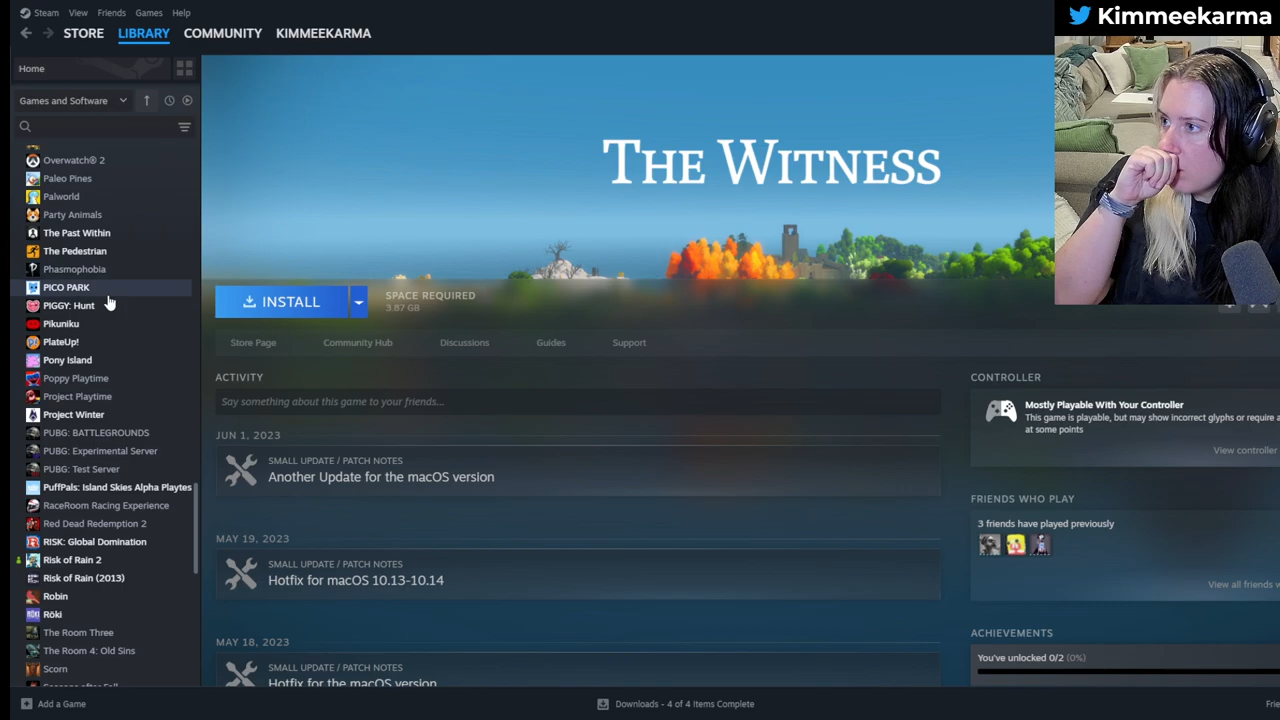 Steam View Friends Games Help
Kimmeekarma
STORE LIBRARY COMMUNITY KIMMEEKARMA
Home
Games and Software
THE WITNESS
Overwatch® 2
Paleo Pines
Palworld
Party Animals
The Past Within
The Pedestrian
Phasmophobia
PICO PARK
PIGGY: Hunt
Pikuniku
PlateUp!
Pony Island
Poppy Playtime
Project Playtime
Project Winter
PUBG: BATTLEGROUNDS
PUBG: Experimental Server
PUBG: Test Server
PuffPals: Island Skies Alpha Playtes
RaceRoom Racing Experience
Red Dead Redemption 2
RISK: Global Domination
Risk of Rain 2
Risk of Rain (2013)
Robin
Röki
The Room Three
The Room 4: Old Sins
Scorn
INSTALL
SPACE REQUIRED
3.87 GB
Store Page Community Hub Discussions Guides Support
ACTIVITY
Say something about this game to your friends...
JUN 1, 2023
SMALL UPDATE / PATCH NOTES
Another Update for the macOS version
MAY 19, 2023
SMALL UPDATE / PATCH NOTES
Hotfix for macOS 10.13-10.14
MAY 18, 2023
SMALL UPDATE / PATCH NOTES
Hotfix for the macOS version
CONTROLLER
Mostly Playable With Your Controller
This game is playable, but may show incorrect glyphs or require a
at some points
View controller
FRIENDS WHO PLAY
3 friends have played previously
View all friends w
ACHIEVEMENTS
You've unlocked 0/2 (0%)
Add a Game
Downloads - 4 of 4 Items Complete
Frie